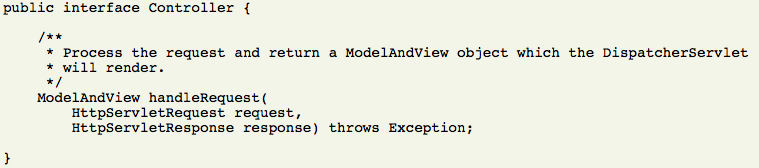 public interface Controller {
/**
* Process the request and return a ModelAndView object which the DispatcherServlet
* will render.
*/
ModelAndView handleRequest(
HttpServletRequest request,
HttpServletResponse response) throws Exception;
}